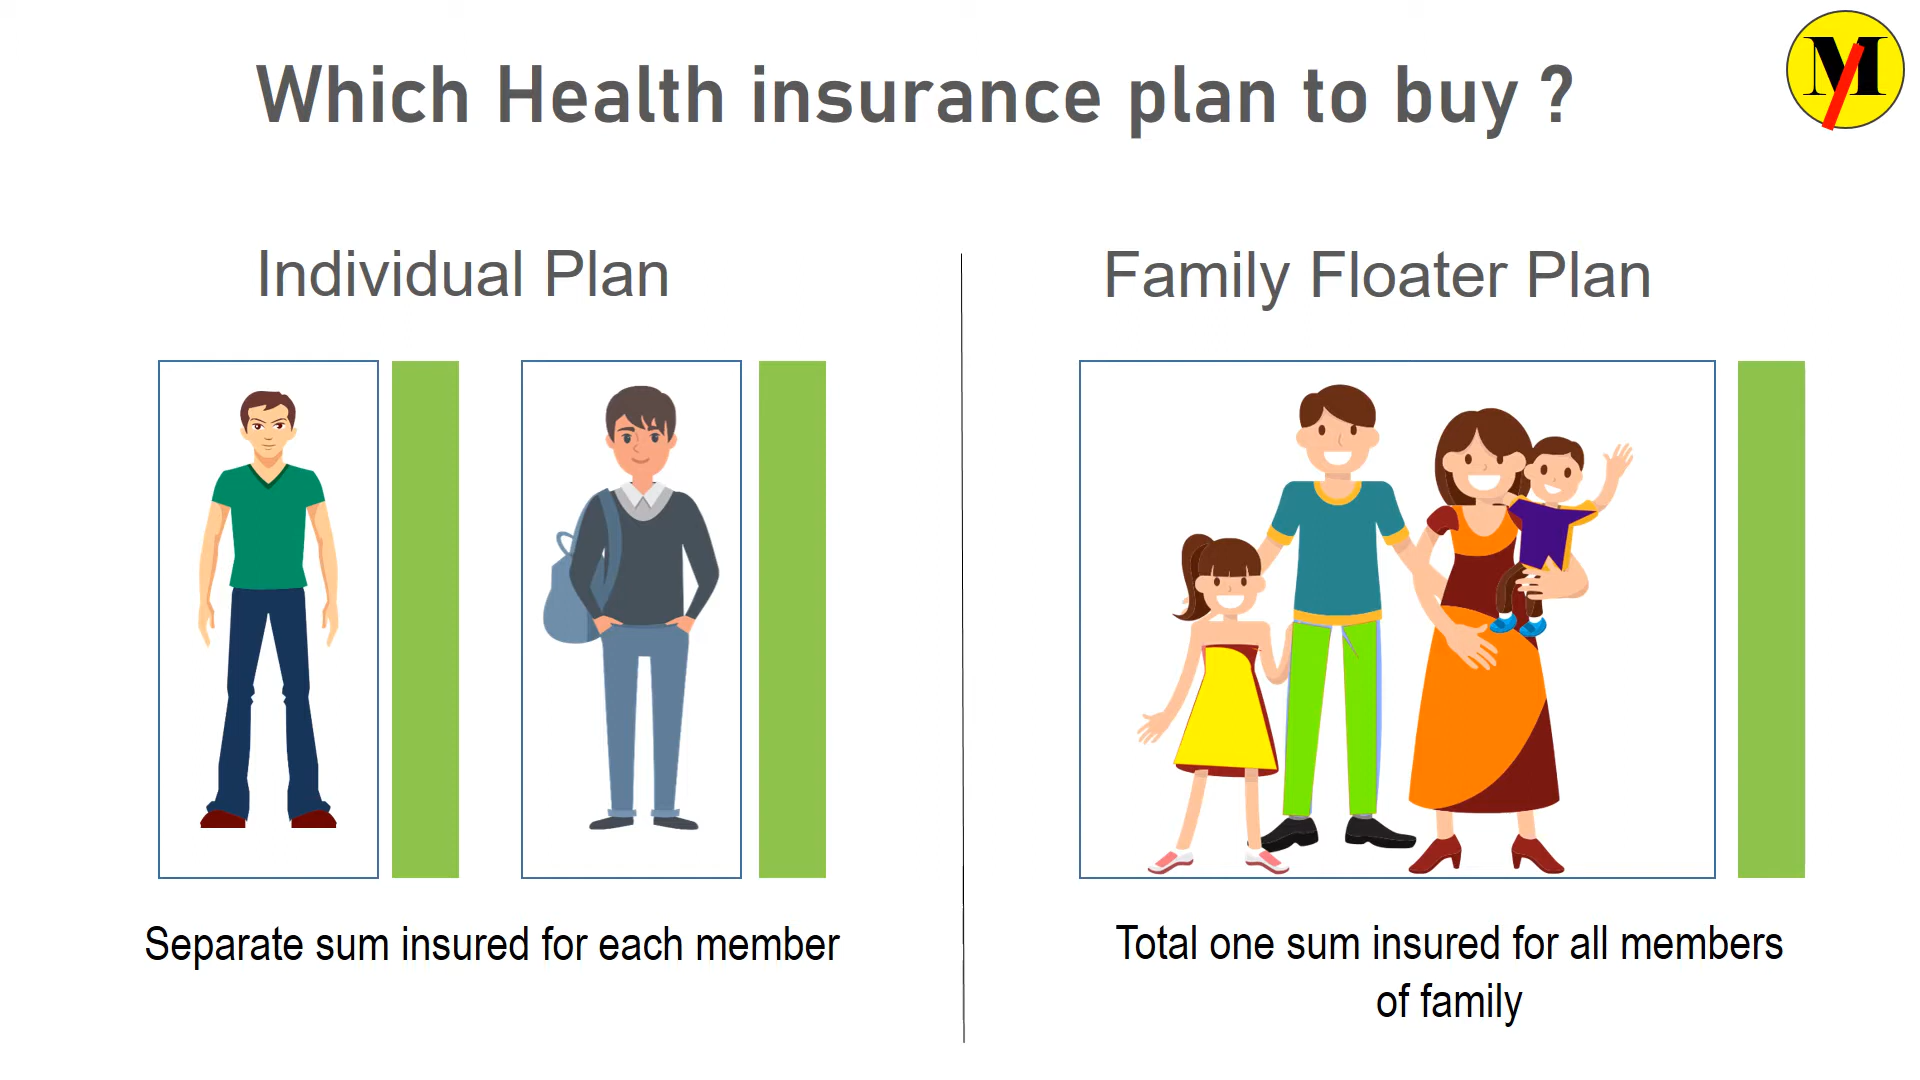 Which Health insurance plan to buy ?
M
Individual Plan
Family Floater Plan
Separate sum insured for each member
Total one sum insured for all members
of family